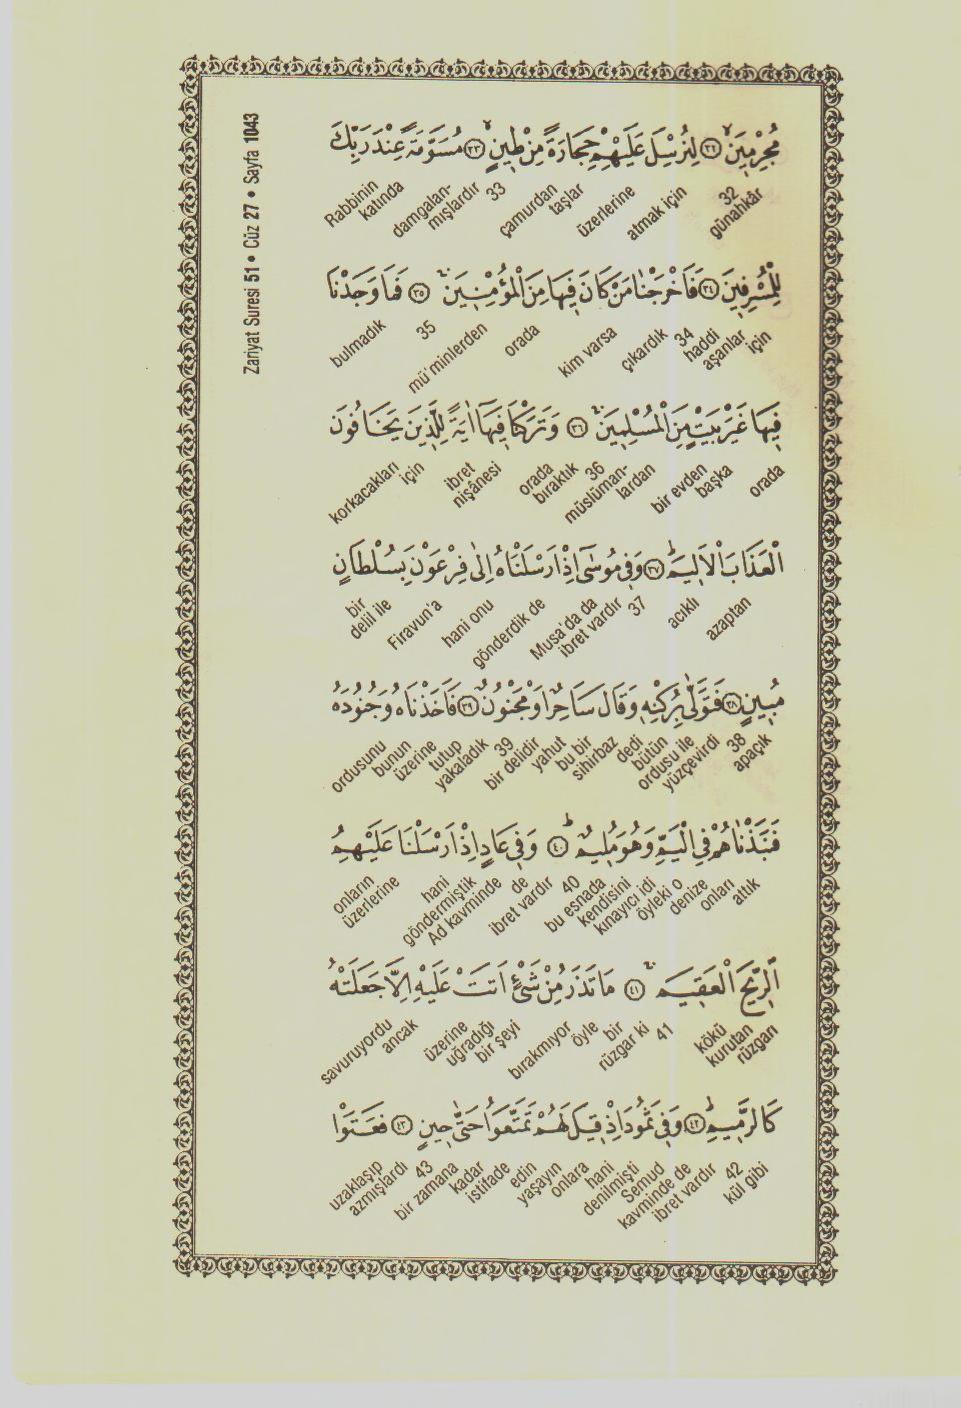 Zariyat Suresi 51 • Cüz 27 • Sayfa 1043
مُجْرِمِينَ ﴿٣٢﴾ لِنُرْسِلَ عَلَيْهِمْ حِجَارَةً مِنْ طِينٍ ﴿٣٣﴾ مُسَوَّمَةً عِنْدَ رَبِّكَ
32 günahkâr atmak için üzerlerine taşlar çamurdan 33 damgalan-mışlardır katında Rabbinin
لِلْمُسْرِفِينَ ﴿٣٤﴾ فَاَخْرَجْنَا مَنْ كَانَ فِيهَا مِنَ الْمُؤْمِنِينَ ﴿٣٥﴾ فَمَا وَجَدْنَا
için haddi aşanlar 34 çıkardık kim varsa orada mü'minlerden 35 bulmadık
فِيهَا غَيْرَ بَيْتٍ مِنَ الْمُسْلِمِينَ ﴿٣٦﴾ وَتَرَكْنَا فِيهَا اٰيَةً لِلَّذِينَ يَخَافُونَ
orada başka bir evden müslüman-lardan 36 bıraktık orada ibret nişânesi için korkacakları
الْعَذَابَ الْاَلِيمَ ﴿٣٧﴾ وَفِي مُوسٰٓى اِذْ اَرْسَلْنَاهُ اِلٰى فِرْعَوْنَ بِسُلْطَانٍ
azaptan acıklı 37 Musa'da da ibret vardır gönderdik de hani onu Firavun'a bir delil ile
مُبِينٍ ﴿٣٨﴾ فَتَوَلّٰى بِرُكْنِهِ وَقَالَ سَاحِرٌ اَوْ مَجْنُونٌ ﴿٣٩﴾ فَاَخَذْنَاهُ وَجُنُودَهُ
apaçık 38 yüzçevirdi bütün ordusu ile dedi bu bir sihirbaz yahut bir delidir 39 bunun üzerine tutup yakaladık ordusunu
فَنَبَذْنَاهُمْ فِي الْيَمِّ وَهُوَ مُلِيمٌ ﴿٤٠﴾ وَفِي عَادٍ اِذْ اَرْسَلْنَا عَلَيْهِمُ
attık onları denize öyleki o kendisini kınayıcı idi bu esnada 40 Ad kavminde de ibret vardır hani göndermiştik onların üzerlerine
الرِّيحَ الْعَقِيمَ ﴿٤١﴾ مَا تَذَرُ مِنْ شَيْءٍ اَتَتْ عَلَيْهِ اِلَّا جَعَلَتْهُ
rüzgarı kökü kurutan 41 öyle bir rüzgar ki bırakmıyor bir şeyi üzerine uğradığı ancak savuruyordu
كَالرَّمِيمِ ﴿٤٢﴾ وَفِي ثَمُودَ اِذْ قِيلَ لَهُمْ تَمَتَّعُوا حَتّٰى حِينٍ ﴿٤٣﴾ فَعَتَوْا
kül gibi 42 Semud kavminde de ibret vardır hani denilmişti onlara yaşayın istifade edin bir zamana kadar 43 uzaklaşıp azmışlardı